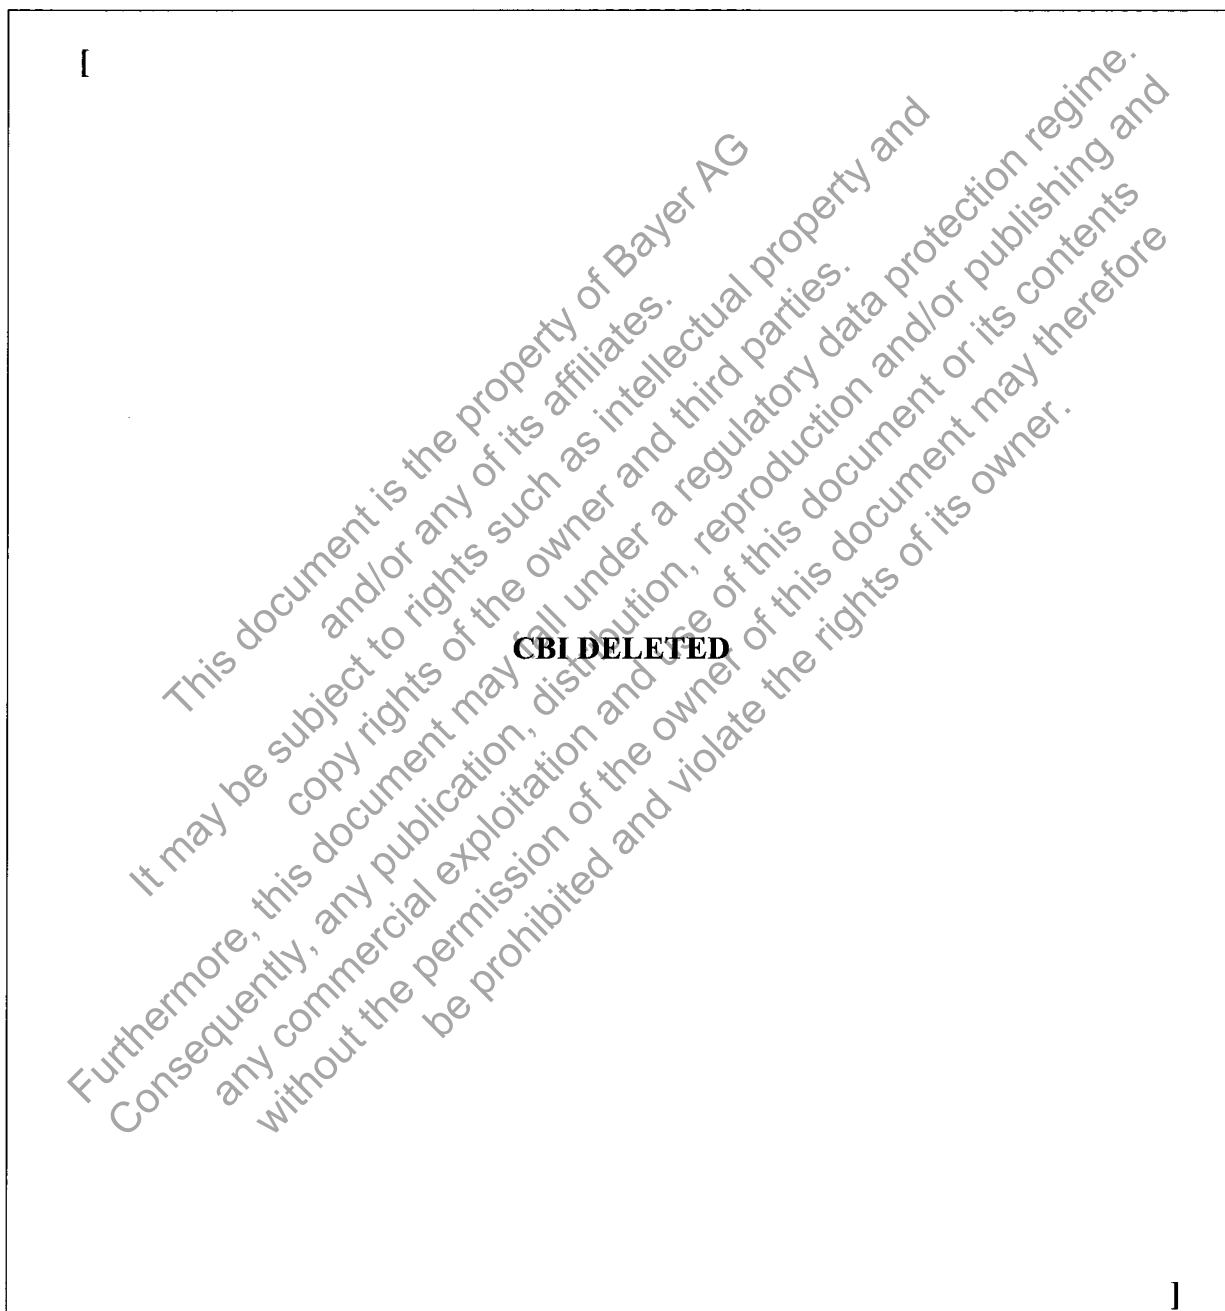 [
This document is the property of Bayer AG
and/or any of its affiliates.
It may be subject to rights such as intellectual property and
copy rights of the owner and third parties.
Furthermore, this document may fall under a regulatory data protection regime.
Consequently, any publication, distribution, reproduction and/or publishing and
any commercial exploitation and use of this document or its contents
without the permission of the owner of this document may therefore
be prohibited and violate the rights of its owner.
CBI DELETED
]